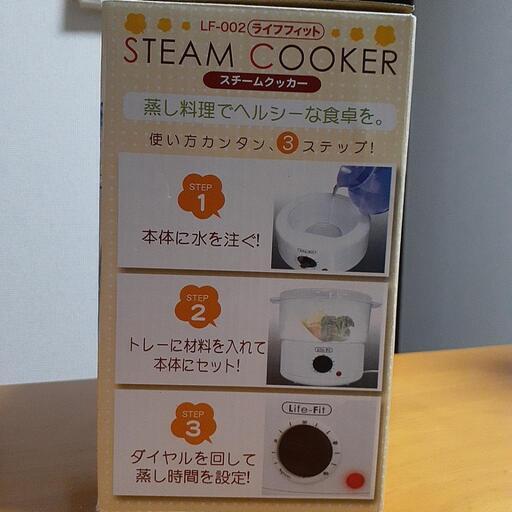 LF-002 ライフフィット
STEAM COOKER
スチームクッカー
蒸し料理でヘルシーな食卓を。
使い方カンタン、3ステップ!
STEP
1
本体に水を注ぐ!
STEP
2
トレーに材料を入れて
本体にセット!
Life-Fit
STEP
3
ダイヤルを回して
蒸し時間を設定!
Life-Fit